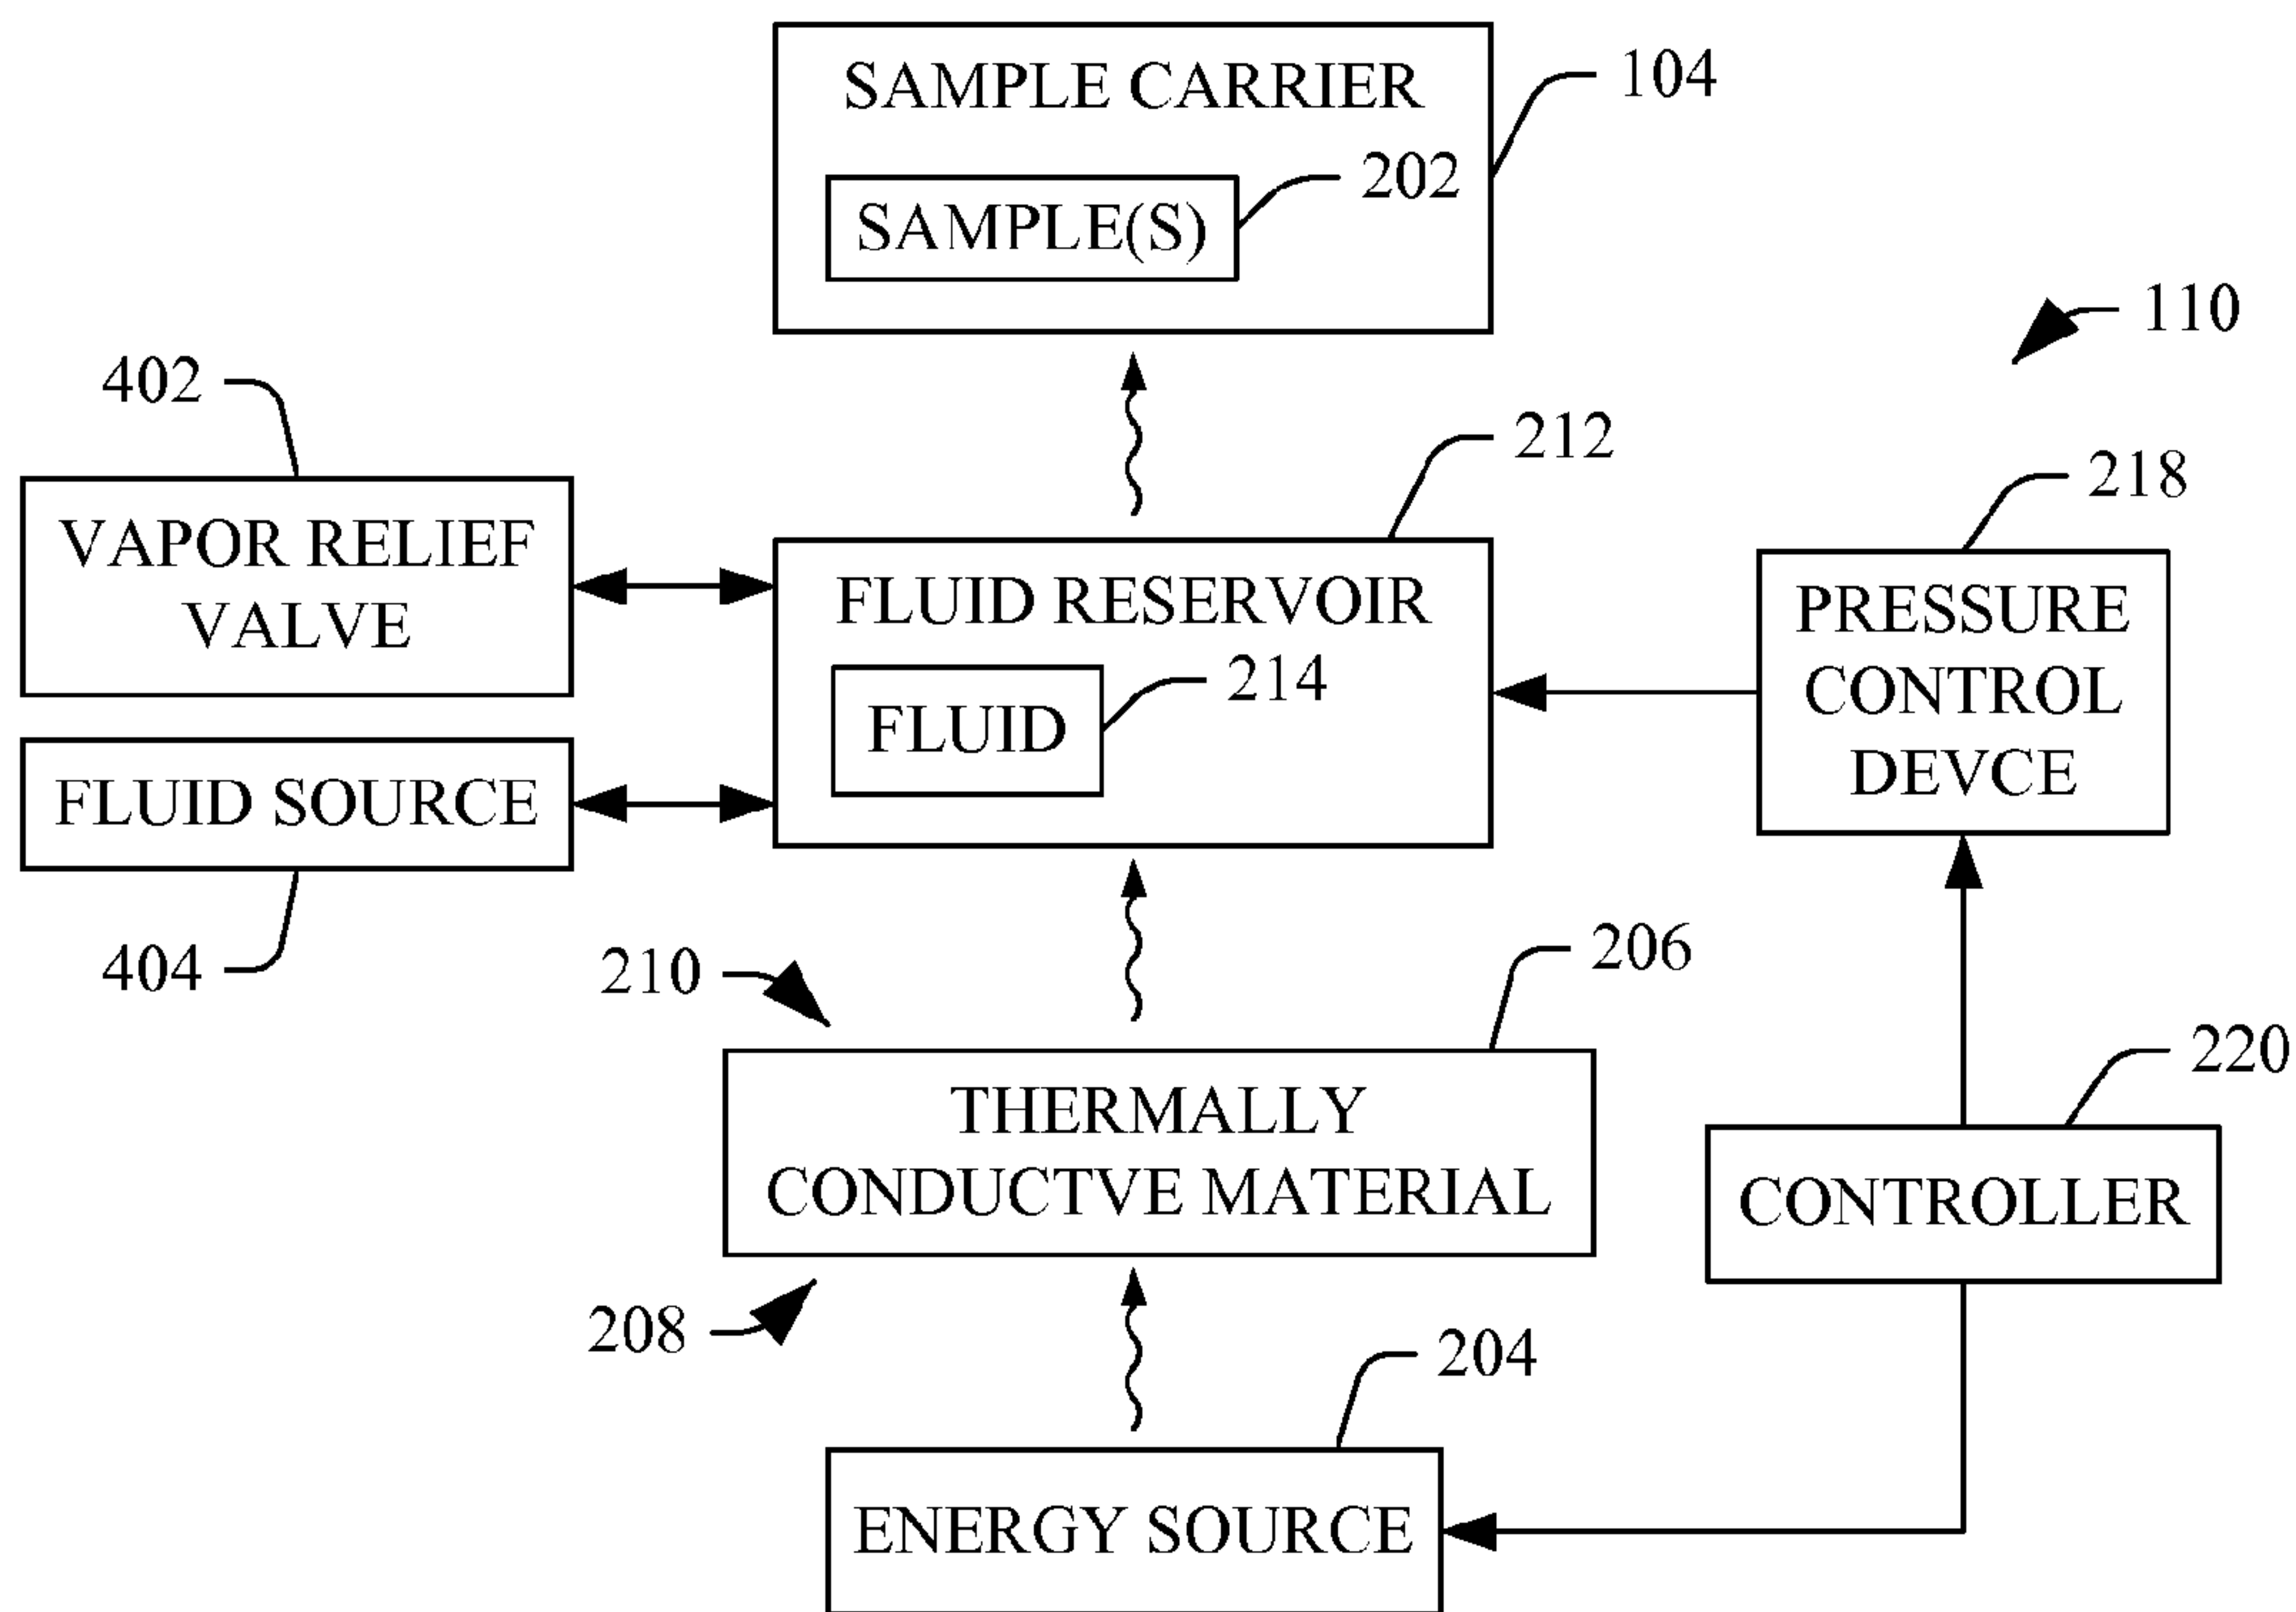 SAMPLE CARRIER
104
202
SAMPLE(S)
110
402
212
218
VAPOR RELIEF
VALVE
FLUID RESERVOIR
PRESSURE
CONTROL
DEVCE
214
FLUID
FLUID SOURCE
404
210
206
220
THERMALLY
CONDUCTVE MATERIAL
CONTROLLER
208
204
ENERGY SOURCE